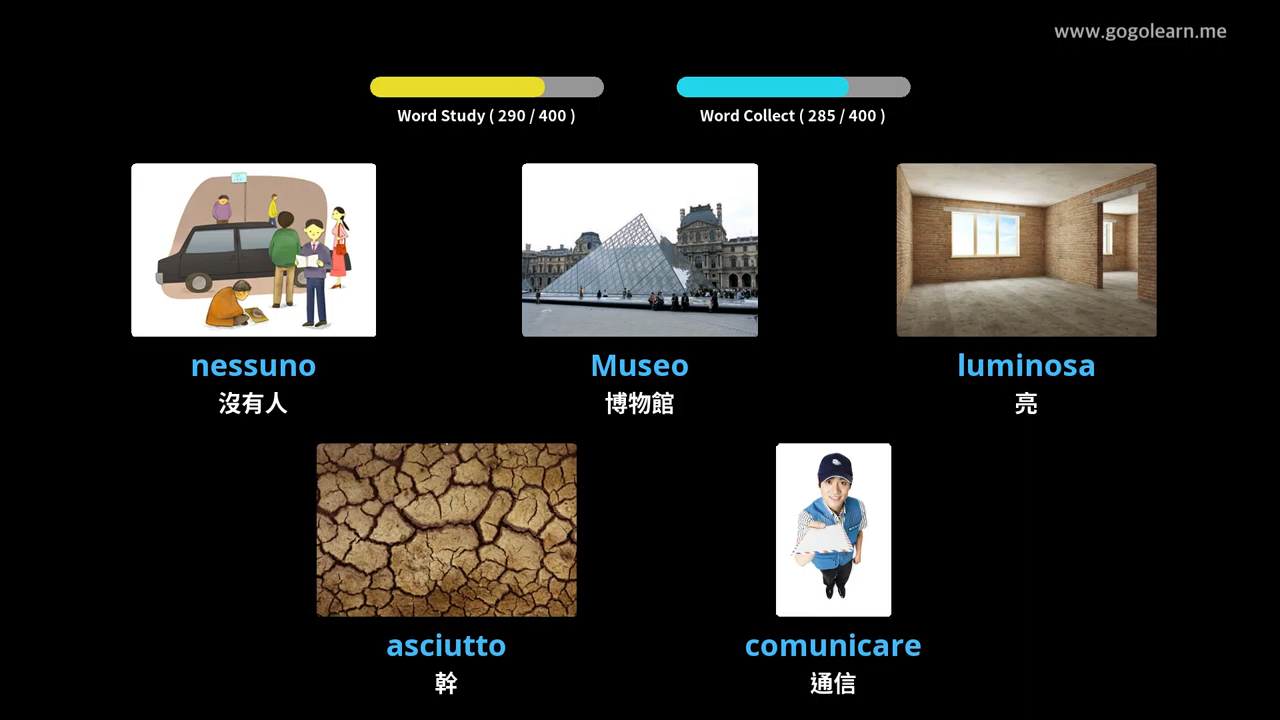 www.gogolearn.me
Word Study ( 290 / 400 )
Word Collect ( 285 / 400 )
nessuno
沒有人
Museo
博物館
luminosa
亮
asciutto
幹
comunicare
通信